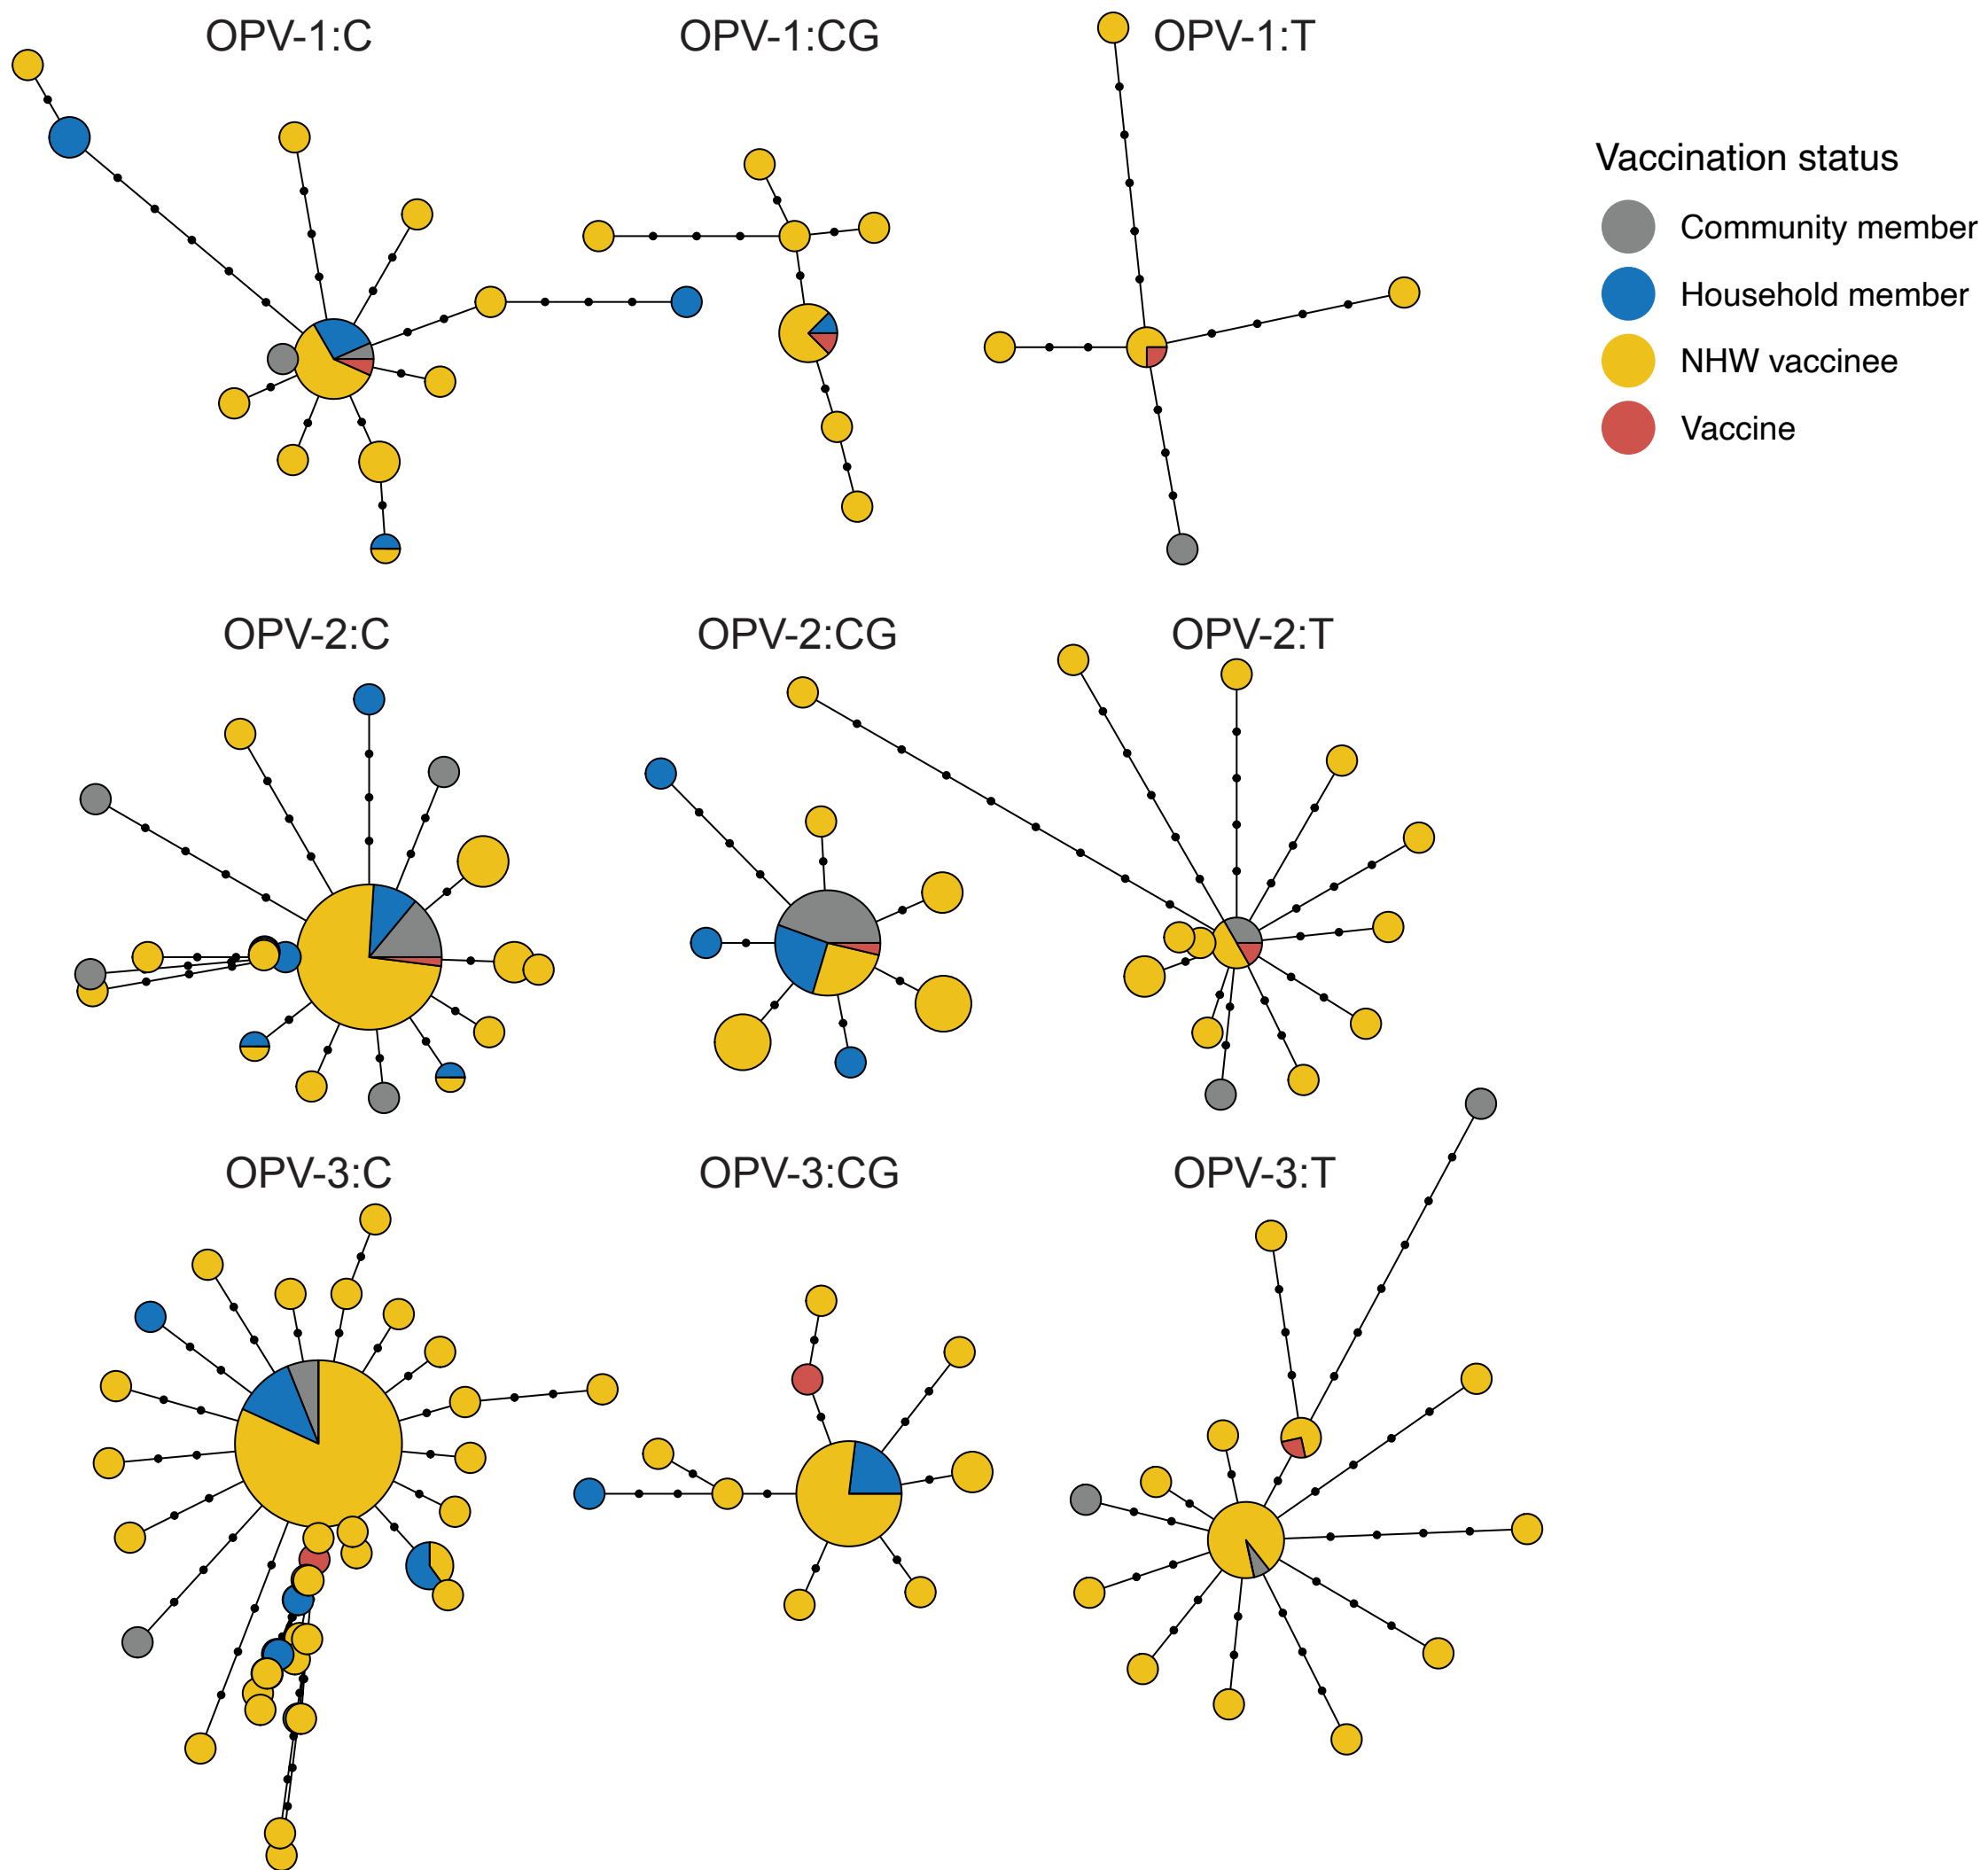 OPV-1:C
OPV-1:CG
OPV-1:T
Vaccination status
Community member
Household member
NHW vaccinee
Vaccine
OPV-2:C
OPV-2:CG
OPV-2:T
OPV-3:C
OPV-3:CG
OPV-3:T